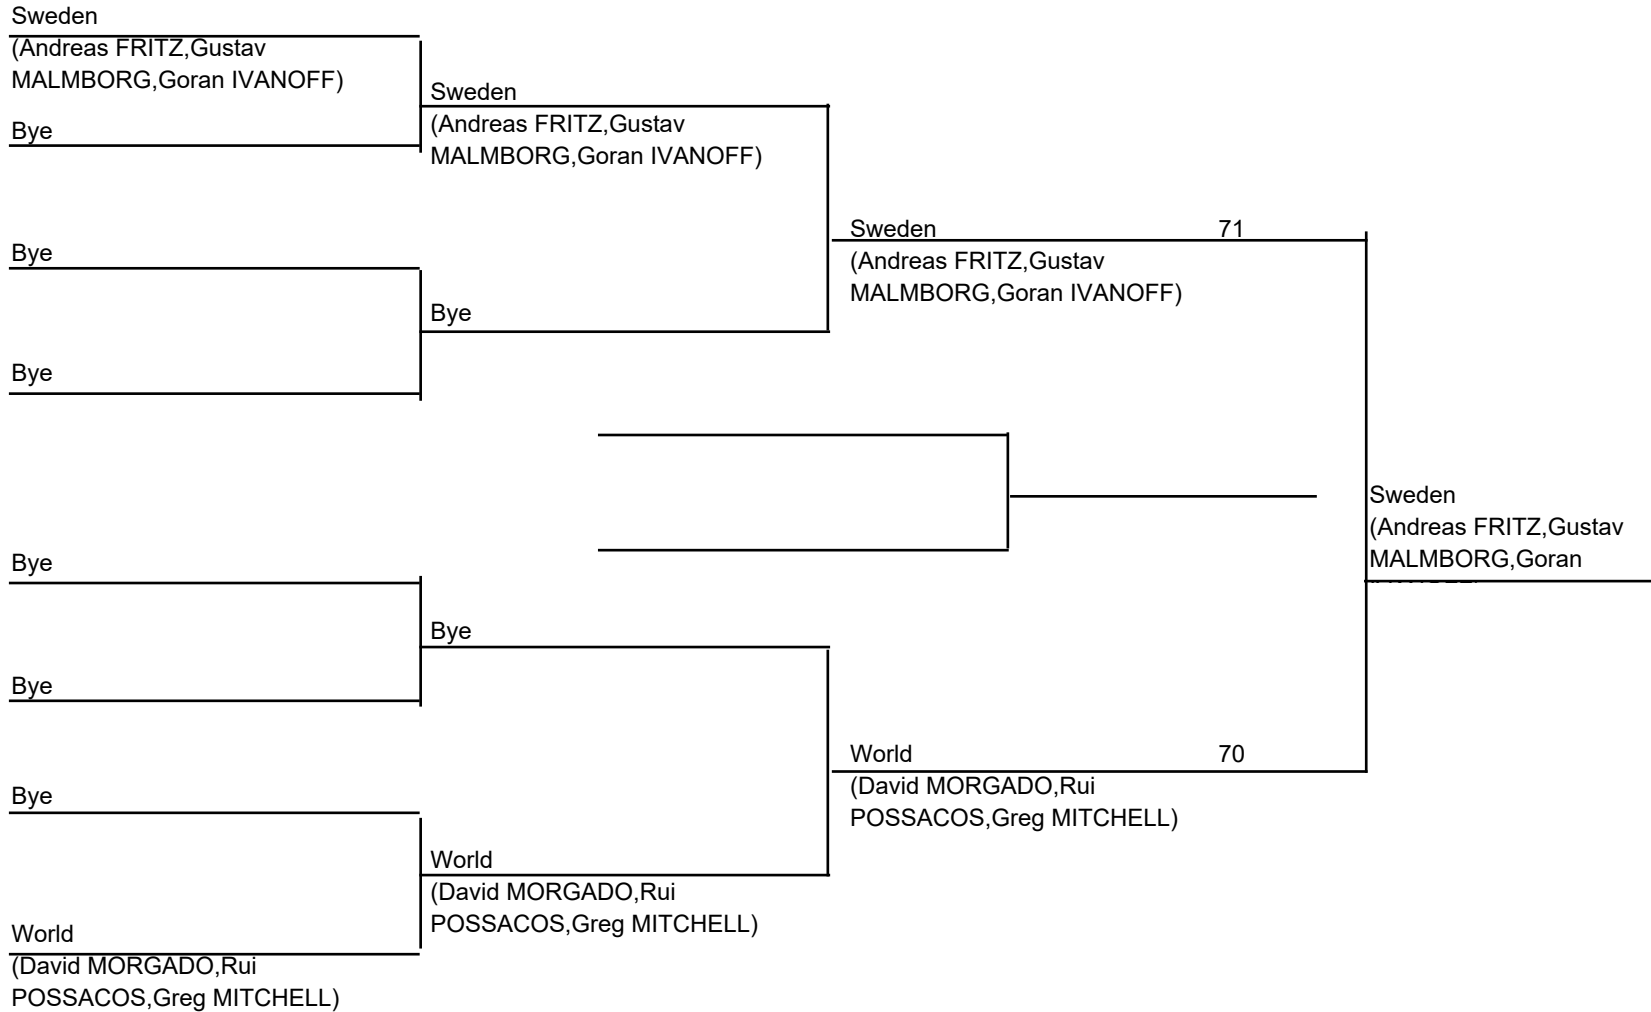 Sweden
(Andreas FRITZ,Gustav
MALMBORG,Goran IVANOFF)
Bye
Bye
Bye
Bye
Bye
Bye
World
(David MORGADO,Rui
POSSACOS,Greg MITCHELL)
Sweden
(Andreas FRITZ,Gustav
MALMBORG,Goran IVANOFF)
Bye
Bye
World
(David MORGADO,Rui
POSSACOS,Greg MITCHELL)
Sweden 71
(Andreas FRITZ,Gustav
MALMBORG,Goran IVANOFF)
World 70
(David MORGADO,Rui
POSSACOS,Greg MITCHELL)
Sweden
(Andreas FRITZ,Gustav
MALMBORG,Goran